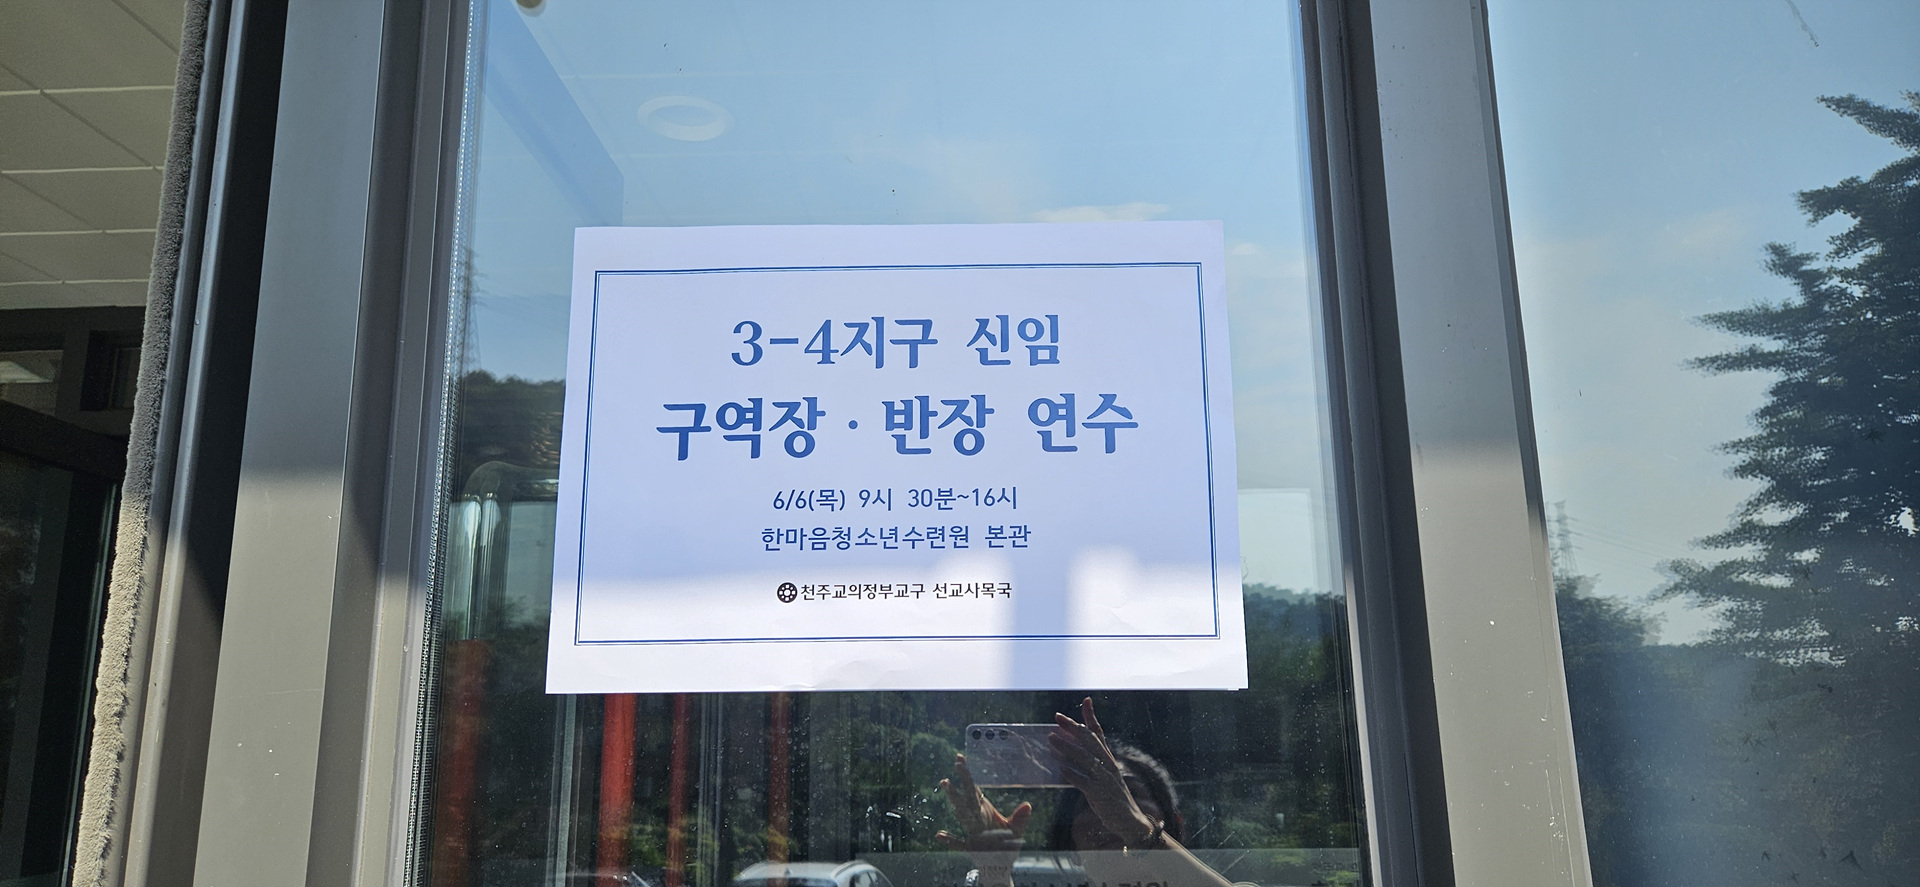 3-4지구 신임
구역장 · 반장 연수
6/6(목) 9시 30분~16시
한마음청소년수련원 본관
천주교의정부교구 선교사목국